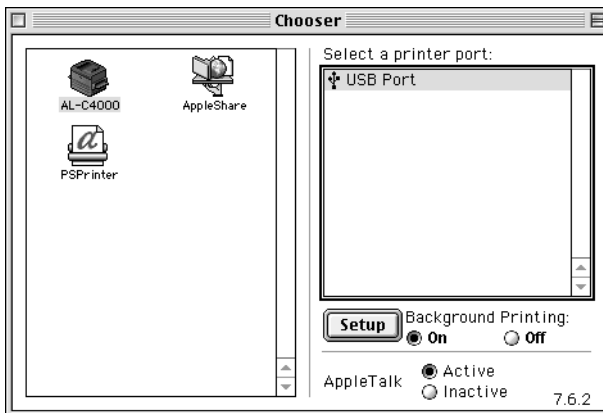 Chooser
AL-C4000
AppleShare
PSPrinter
Select a printer port:
USB Port
Setup
Background Printing:
On Off
AppleTalk
Active
Inactive
7.6.2